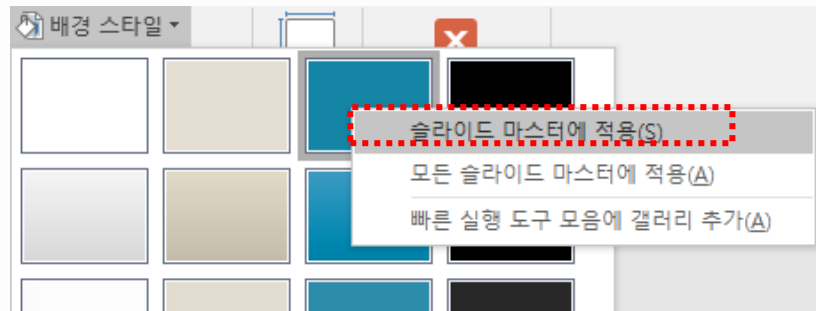 배경 스타일
슬라이드 마스터에 적용(S)
모든 슬라이드 마스터에 적용(A)
빠른 실행 도구 모음에 갤러리 추가(A)